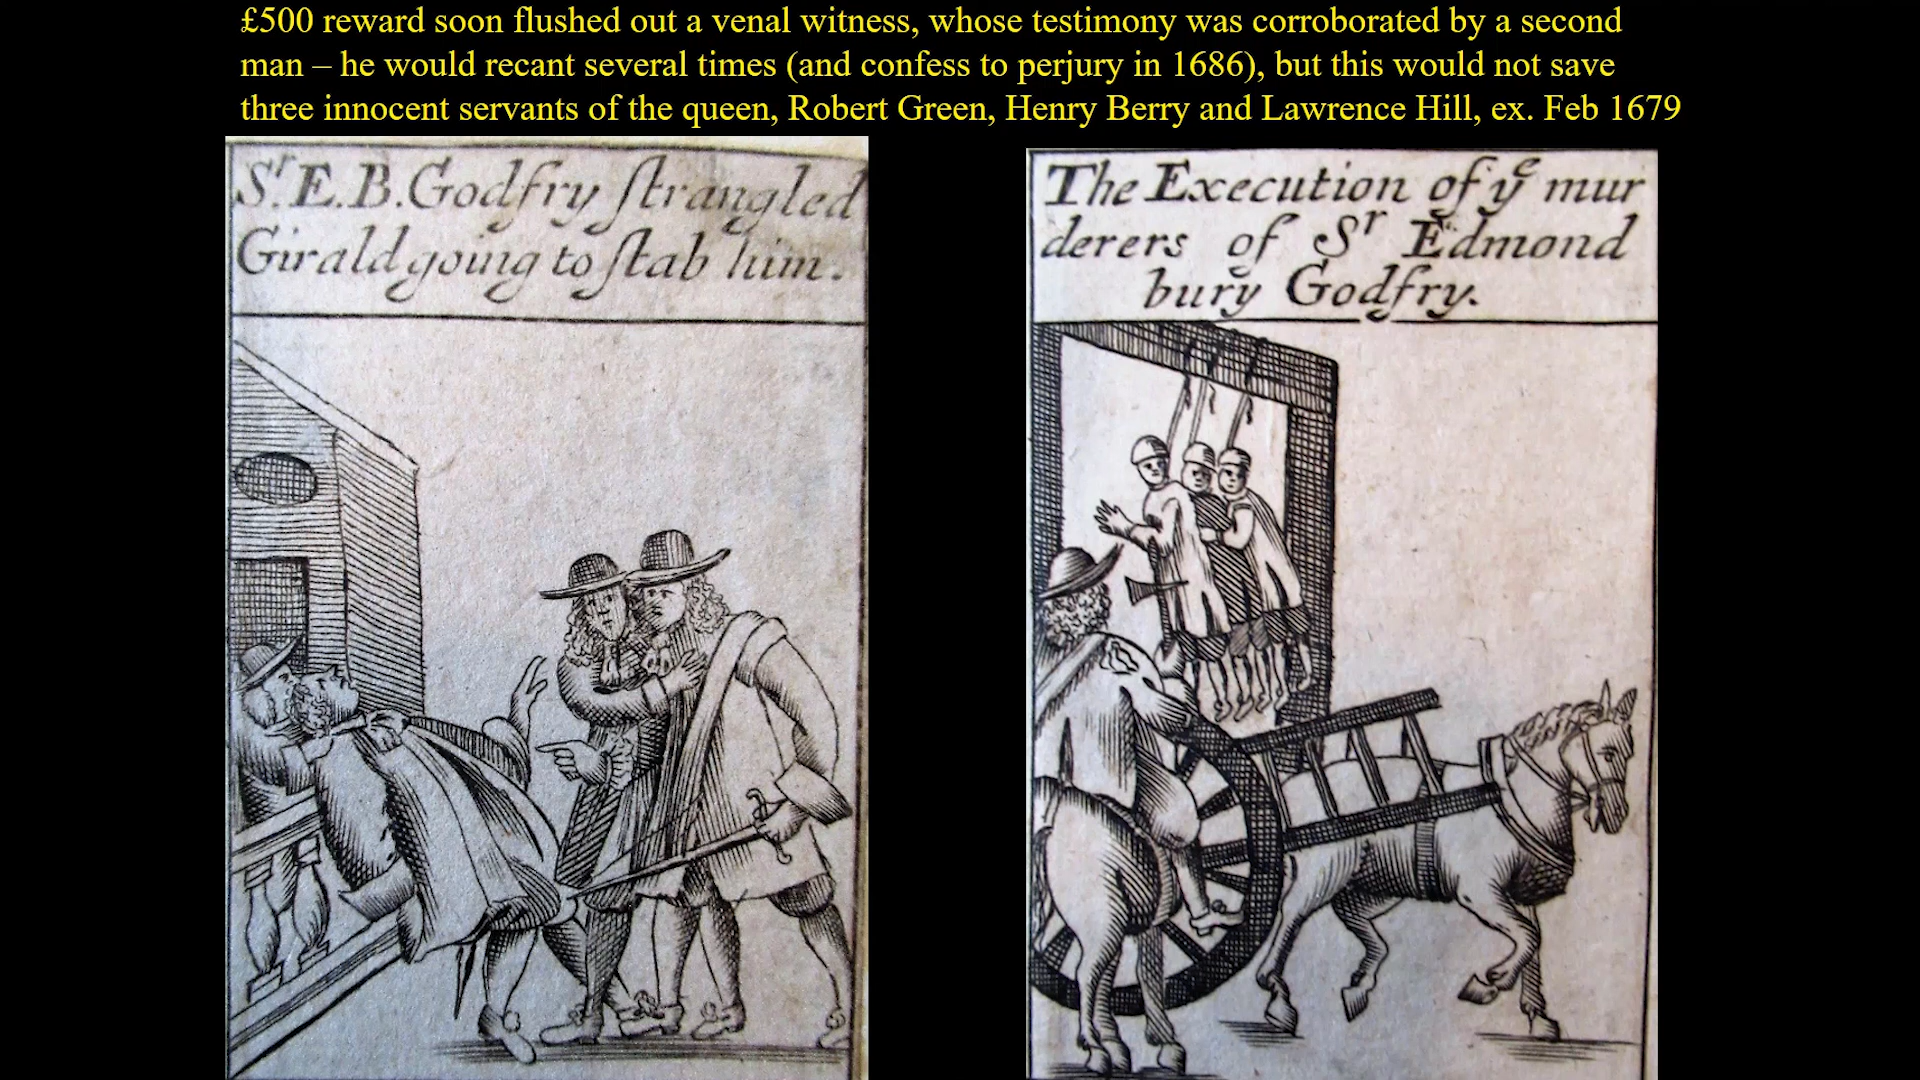 £500 reward soon flushed out a venal witness, whose testimony was corroborated by a second
man – he would recant several times (and confess to perjury in 1686), but this would not save
three innocent servants of the queen, Robert Green, Henry Berry and Lawrence Hill, ex. Feb 1679
Sr. E.B. Godfry ſtrangled
Girald going to ſtab him.
The Execution of ye mur
derers of Sr Edmond
bury Godfry.